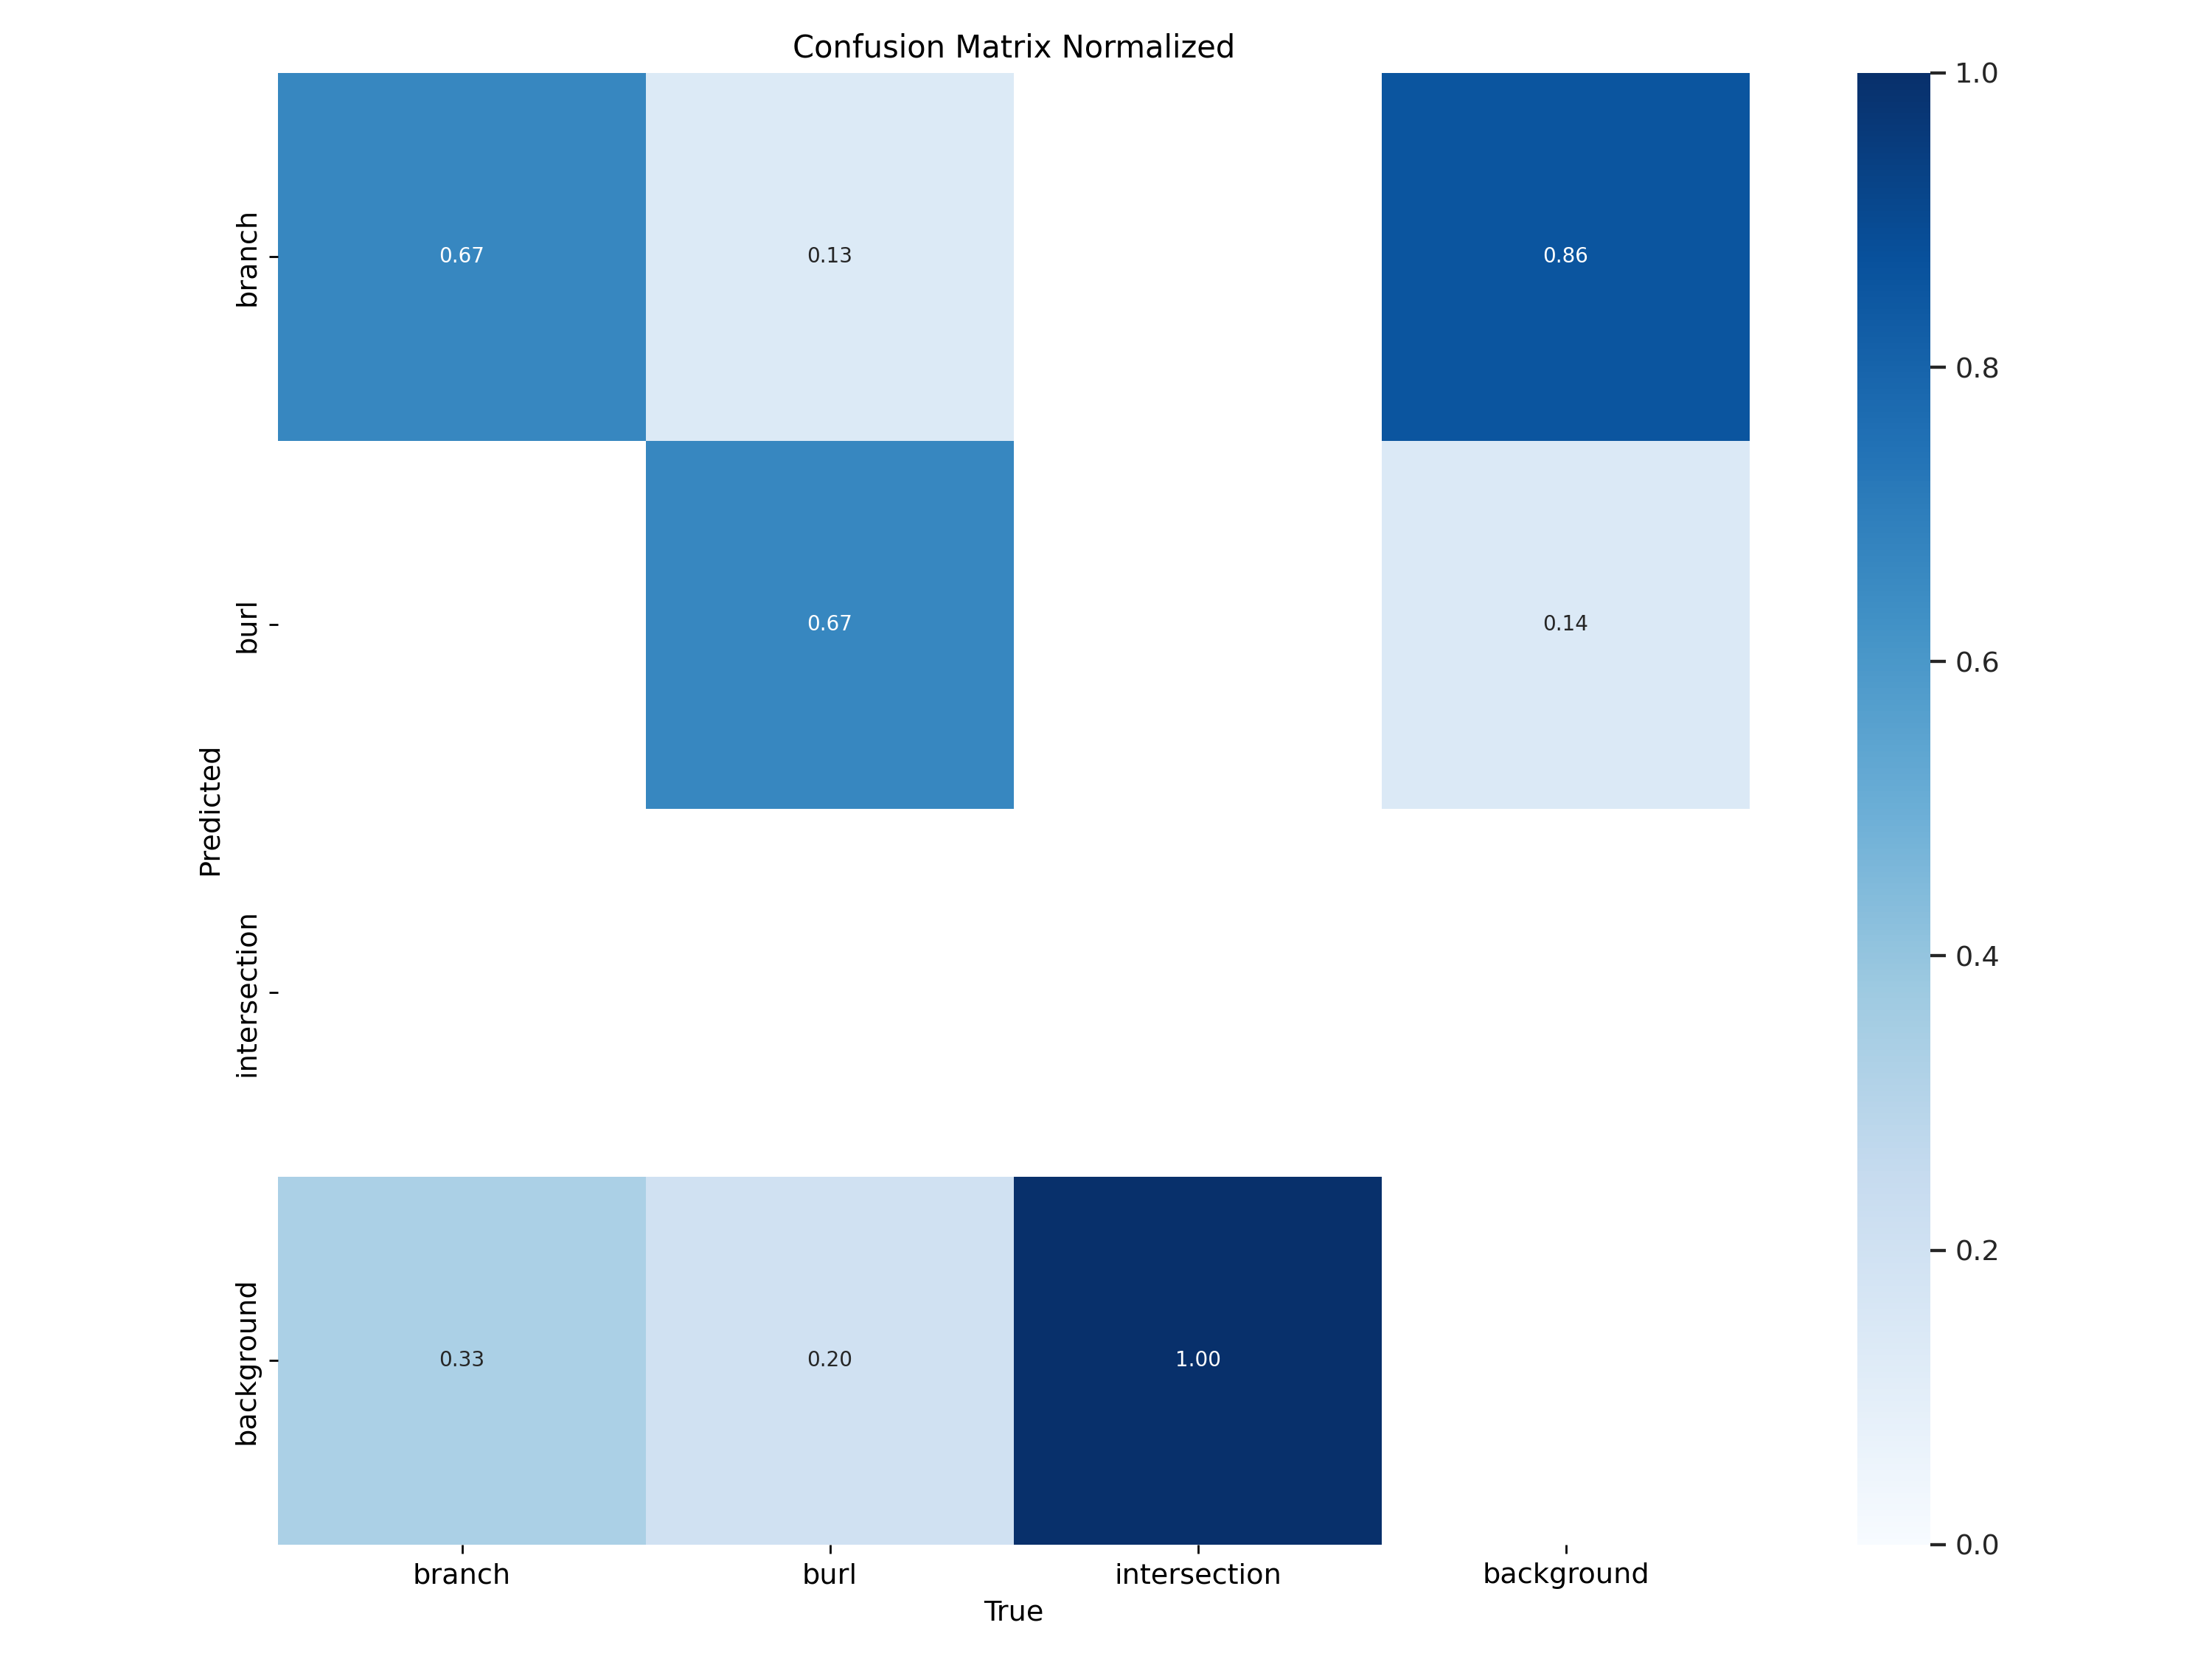 Confusion Matrix Normalized
branch
0.67
0.13
0.86
burl
0.67
0.14
Predicted
intersection
background
0.33
0.20
1.00
branch
burl
intersection
background
True
1.0
0.8
0.6
0.4
0.2
0.0